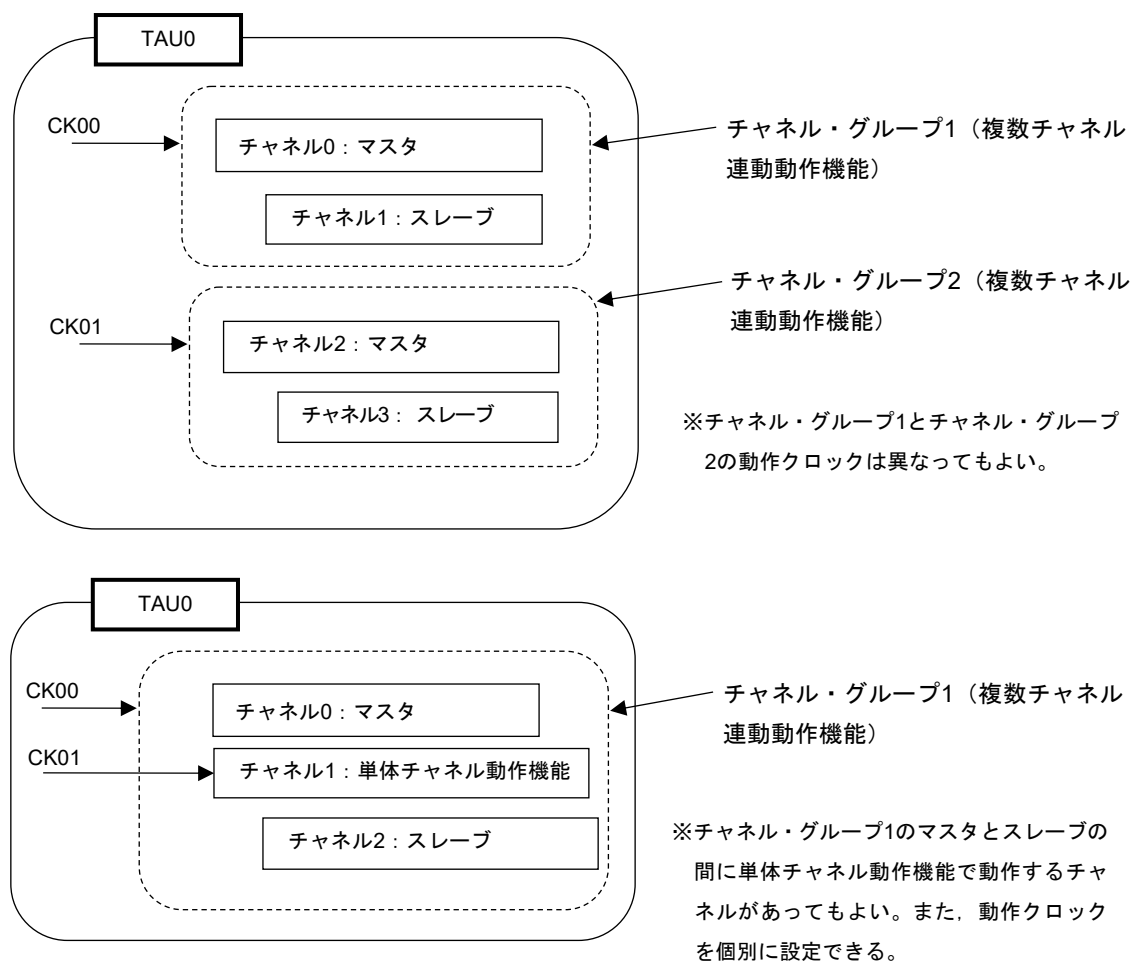 TAU0
CK00
チャネル0：マスタ
チャネル1：スレーブ
チャネル・グループ1（複数チャネル
連動動作機能）
CK01
チャネル2：マスタ
チャネル3： スレーブ
チャネル・グループ2（複数チャネル
連動動作機能）
※チャネル・グループ1とチャネル・グループ
2の動作クロックは異なってもよい。
TAU0
CK00
チャネル0：マスタ
CK01
チャネル1：単体チャネル動作機能
チャネル2：スレーブ
チャネル・グループ1（複数チャネル
連動動作機能）
※チャネル・グループ1のマスタとスレーブの
間に単体チャネル動作機能で動作するチャ
ネルがあってもよい。また，動作クロック
を個別に設定できる。